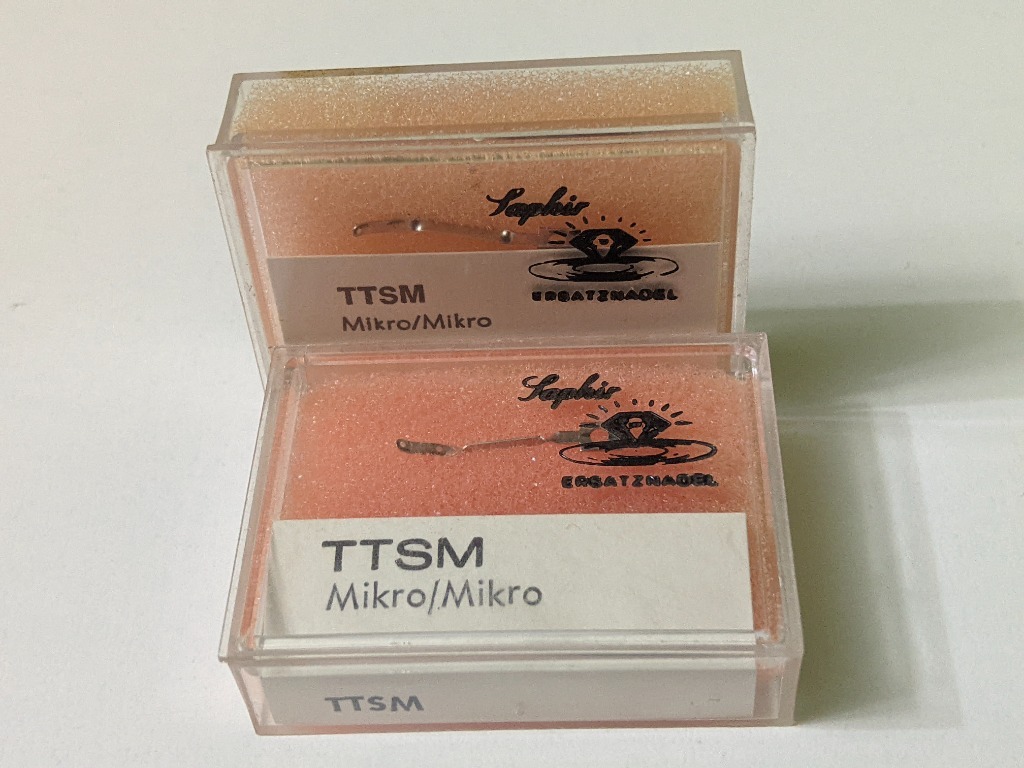 Saphir
ERSATZNADEL
TTSM
Mikro/Mikro
Saphir
ERSATZNADEL
TTSM
Mikro/Mikro
TTSM